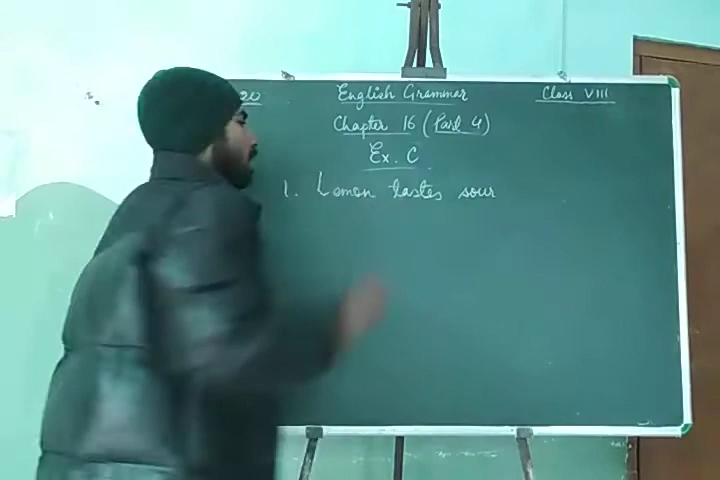 20 English Grammar Class VIII
Chapter 16 (Part 4)
Ex. C
1. Lemon tastes sour